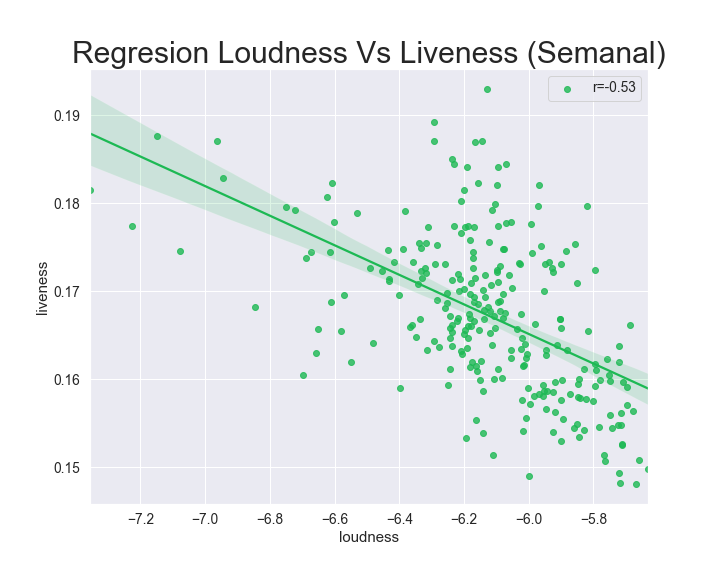 Regresion Loudness Vs Liveness (Semanal)
r=-0.53
0.19
0.18
0.17
0.16
0.15
liveness
−7.2 −7.0 −6.8 −6.6 −6.4 −6.2 −6.0 −5.8
loudness